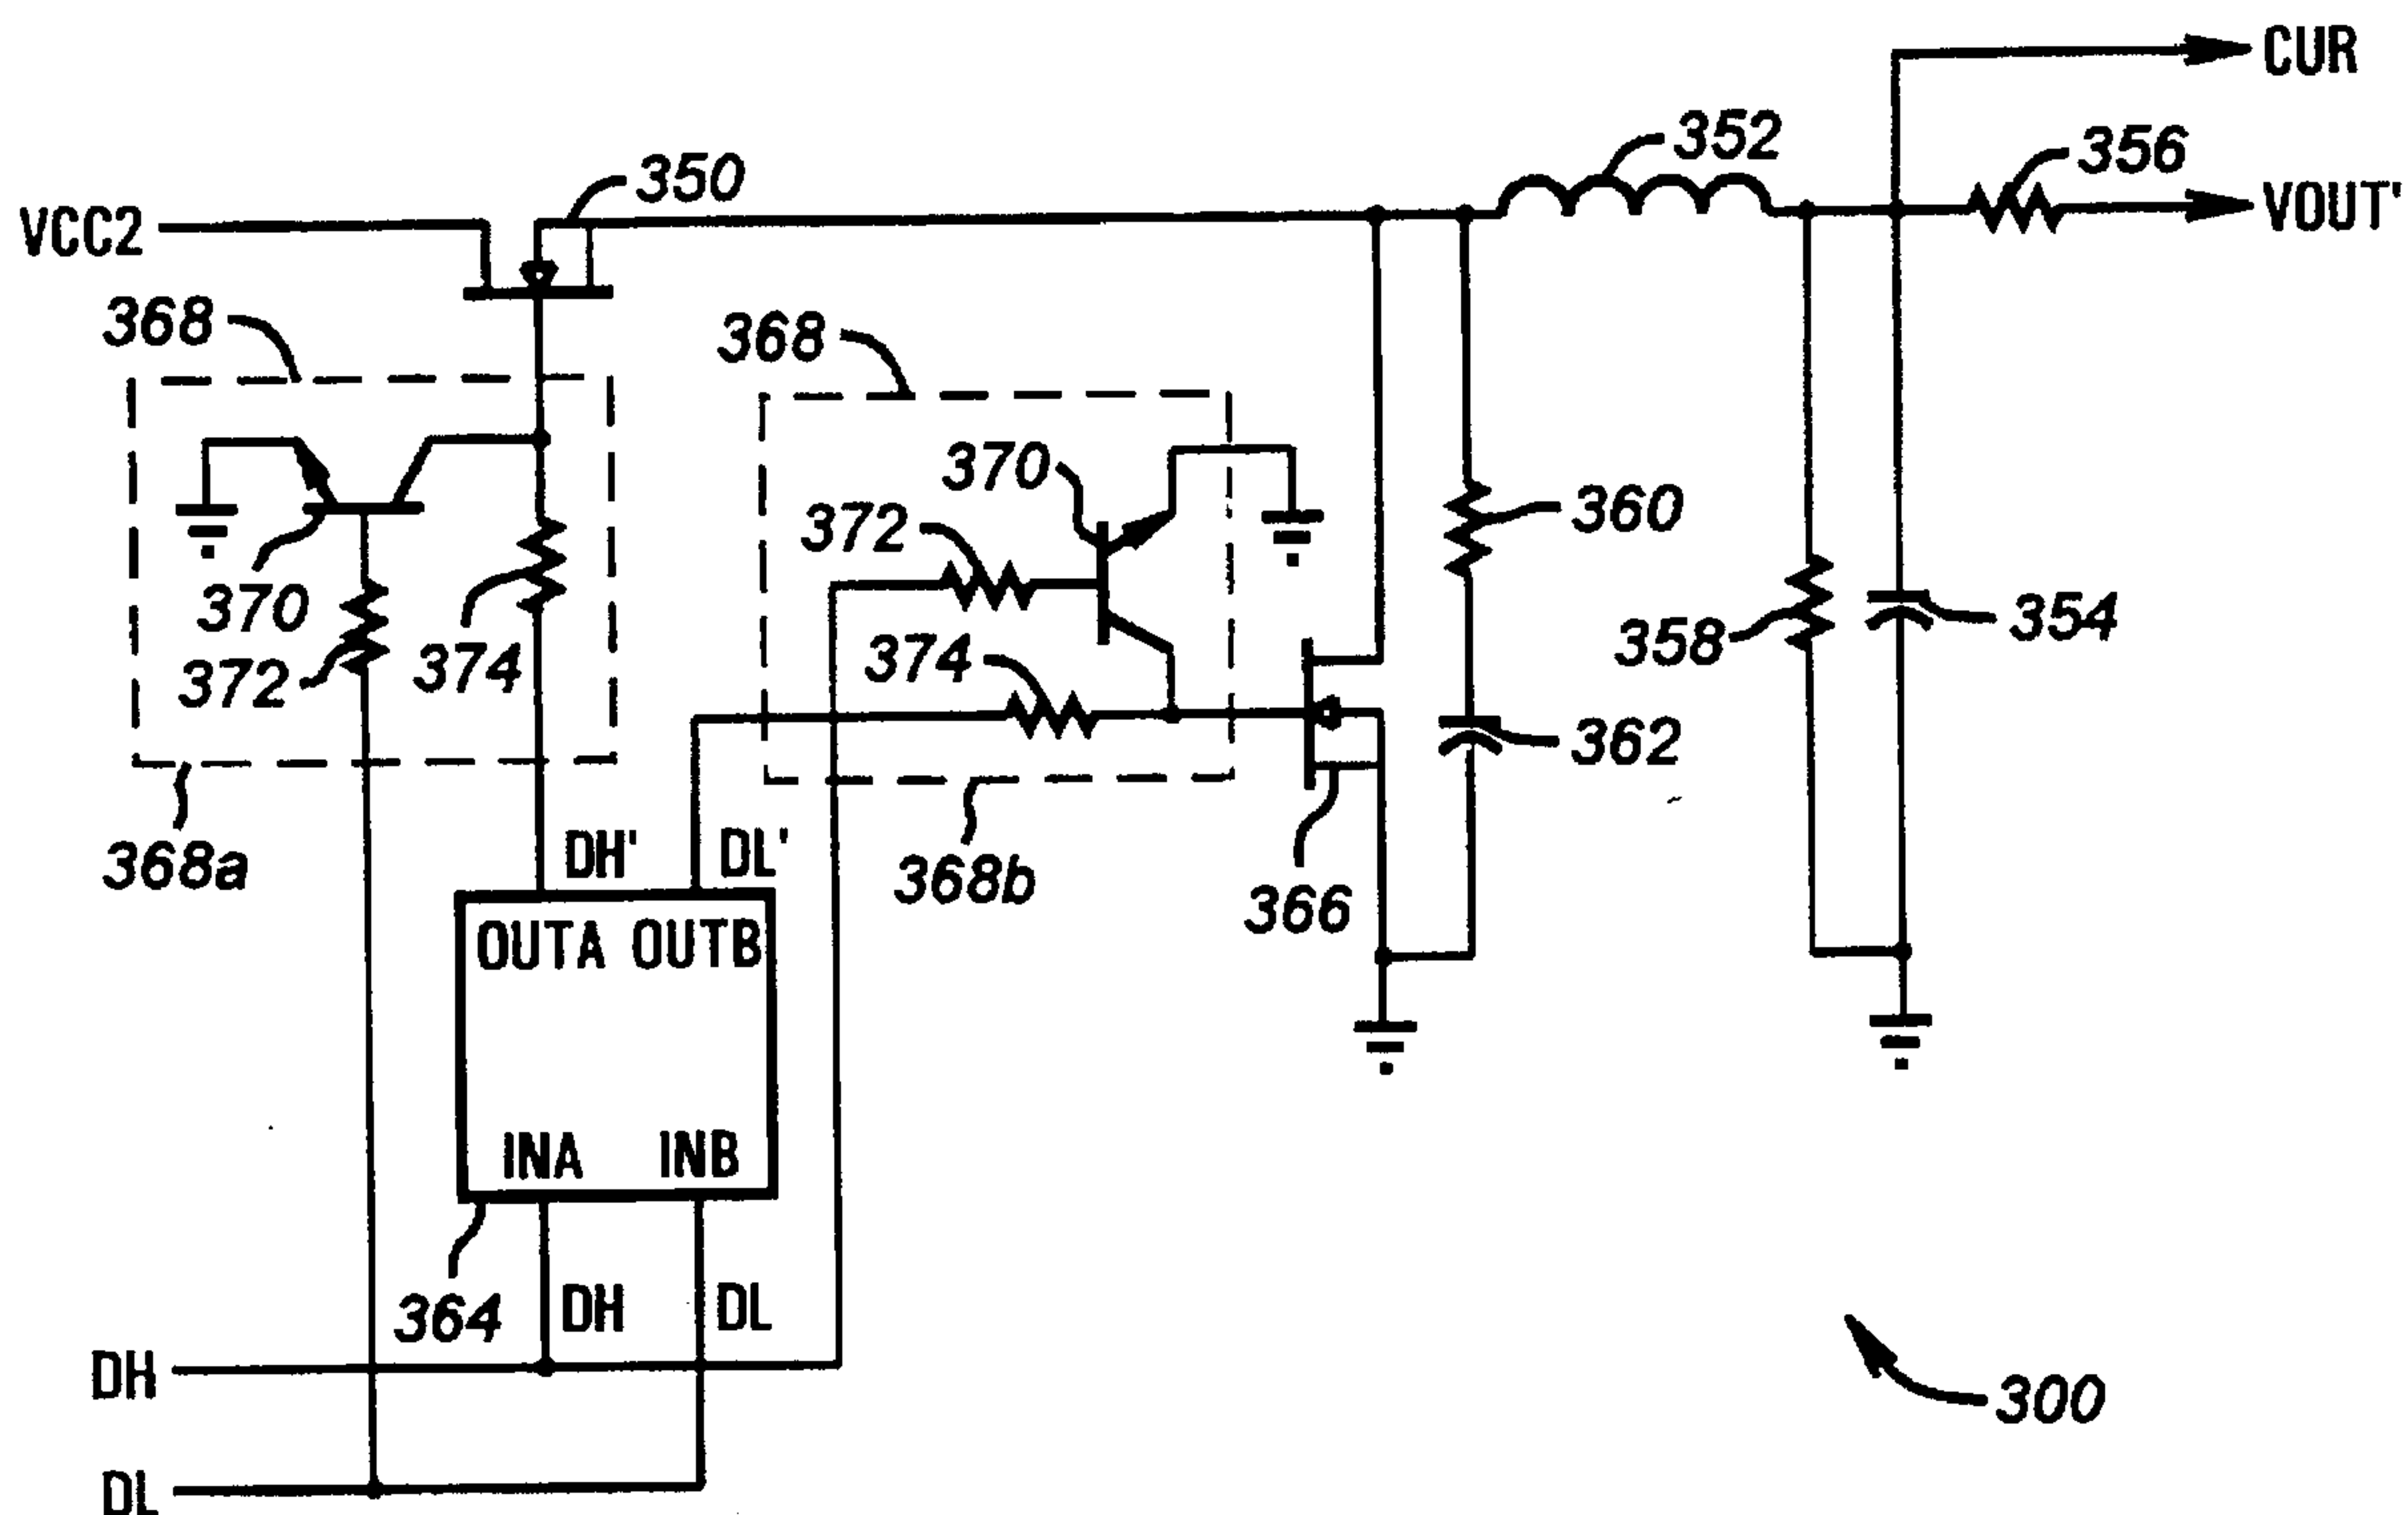 CUR
352
356
350
VCC2
VOUT'
368
368
370
372
360
370
372
374
374
358
354
362
DH'
DL'
368a
368b
366
OUTA OUTB
INA INB
364
DH
DL
DH
300
DL